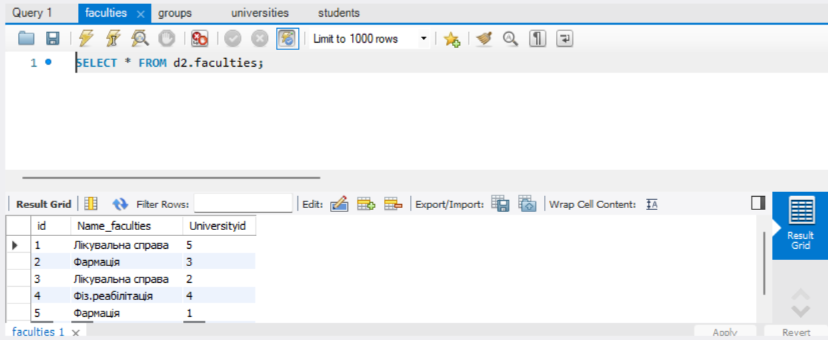 Query 1 faculties groups universities students
Limit to 1000 rows
1 SELECT * FROM d2.faculties;
Result Grid Filter Rows: Edit: Export/Import: Wrap Cell Content: IA
Result Grid
id Name_faculties Universityid
1 Лікувальна справа 5
2 Фармація 3
3 Лікувальна справа 2
4 Фіз.реабілітація 4
5 Фармація 1
faculties 1 Apply Revert